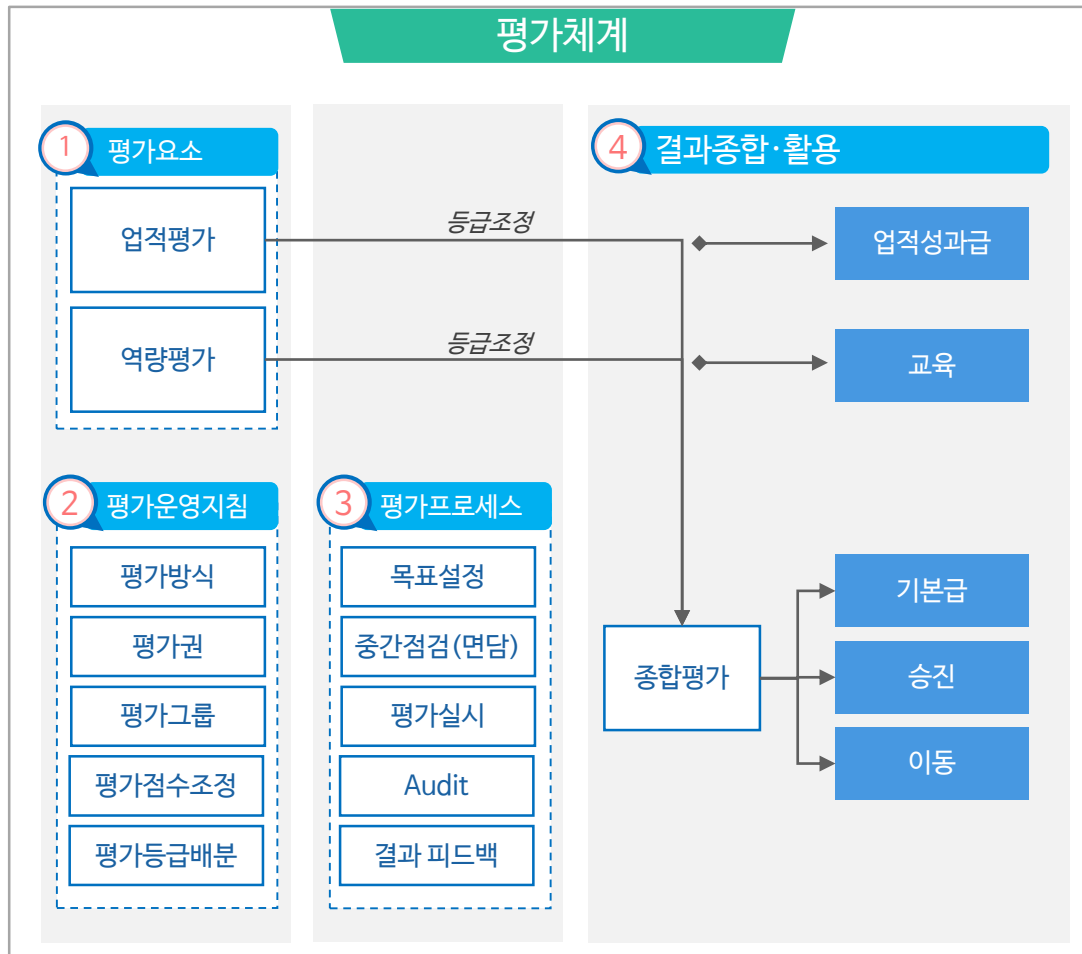 평가체계
1
평가요소
업적평가
역량평가
등급조정
등급조정
2
평가운영지침
평가방식
평가권
평가그룹
평가점수조정
평가등급배분
3
평가프로세스
목표설정
중간점검(면담)
평가실시
Audit
결과 피드백
4
결과종합·활용
업적성과급
교육
종합평가
기본급
승진
이동